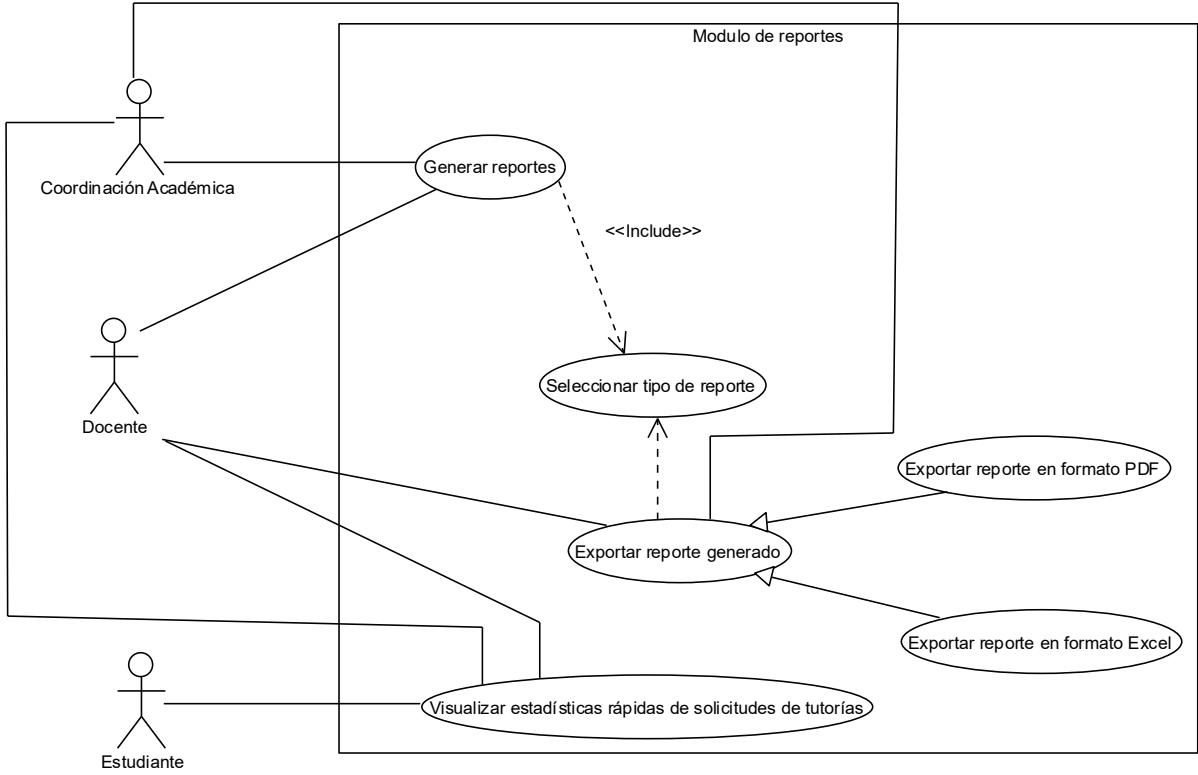 Modulo de reportes
Coordinación Académica
Generar reportes
<<Include>>
Docente
Seleccionar tipo de reporte
Exportar reporte en formato PDF
Exportar reporte generado
Exportar reporte en formato Excel
Visualizar estadísticas rápidas de solicitudes de tutorías
Estudiante